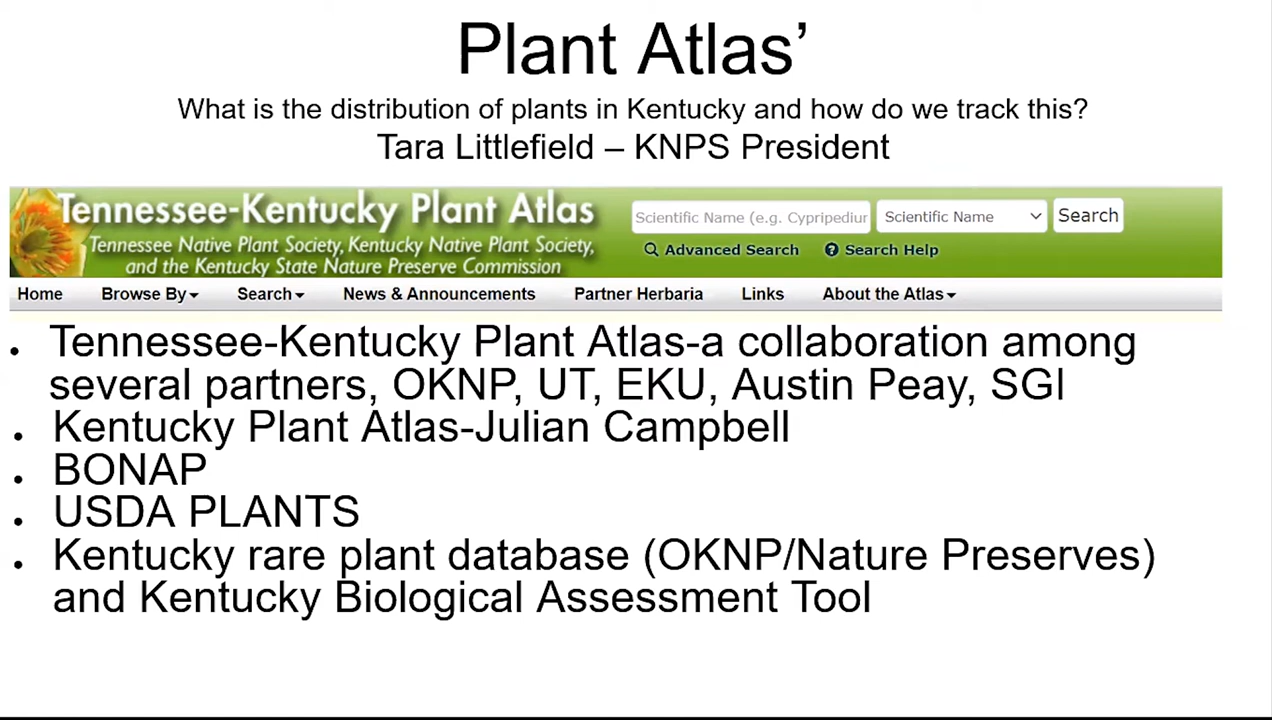 Plant Atlas’
What is the distribution of plants in Kentucky and how do we track this?
Tara Littlefield – KNPS President
Tennessee-Kentucky Plant Atlas
Tennessee Native Plant Society, Kentucky Native Plant Society,
and the Kentucky State Nature Preserve Commission
Scientific Name (e.g. Cypripediur Scientific Name Search
Advanced Search Search Help
Home Browse By Search News & Announcements Partner Herbaria Links About the Atlas
• Tennessee-Kentucky Plant Atlas-a collaboration among
several partners, OKNP, UT, EKU, Austin Peay, SGI
• Kentucky Plant Atlas-Julian Campbell
• BONAP
• USDA PLANTS
• Kentucky rare plant database (OKNP/Nature Preserves)
and Kentucky Biological Assessment Tool